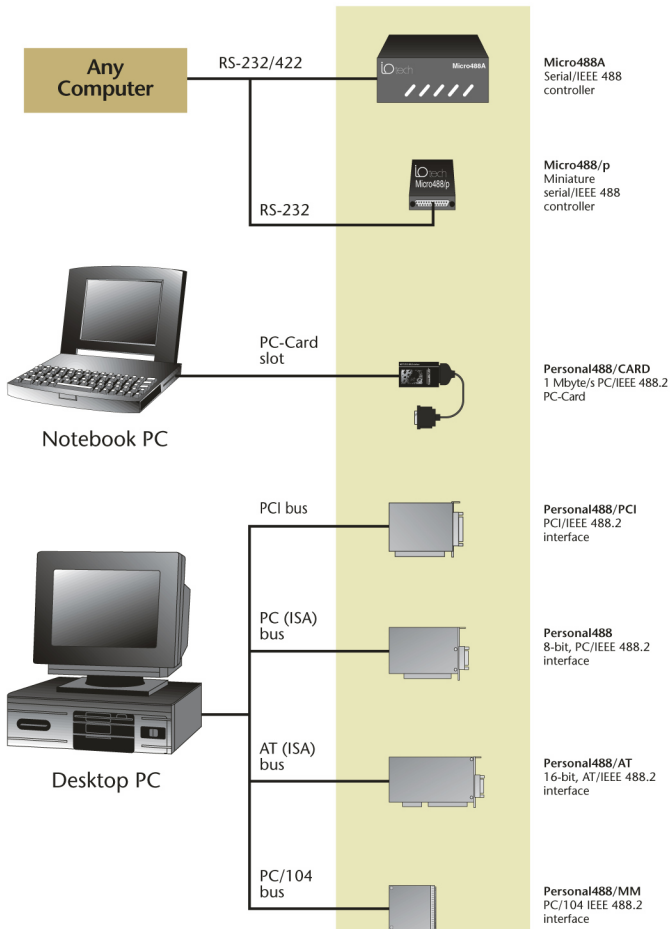 Any
Computer
RS-232/422
iOtech
Micro488A
Micro488A
Serial/IEEE 488
controller
iOtech
Micro488/p
RS-232
Micro488/p
Miniature
serial/IEEE 488
controller
PC-Card
slot
Notebook PC
Personal488/CARD
1 Mbyte/s PC/IEEE 488.2
PC-Card
PCI bus
Personal488/PCI
PCI/IEEE 488.2
interface
PC (ISA)
bus
Personal488
8-bit, PC/IEEE 488.2
interface
Desktop PC
AT (ISA)
bus
Personal488/AT
16-bit, AT/IEEE 488.2
interface
PC/104
bus
Personal488/MM
PC/104 IEEE 488.2
interface